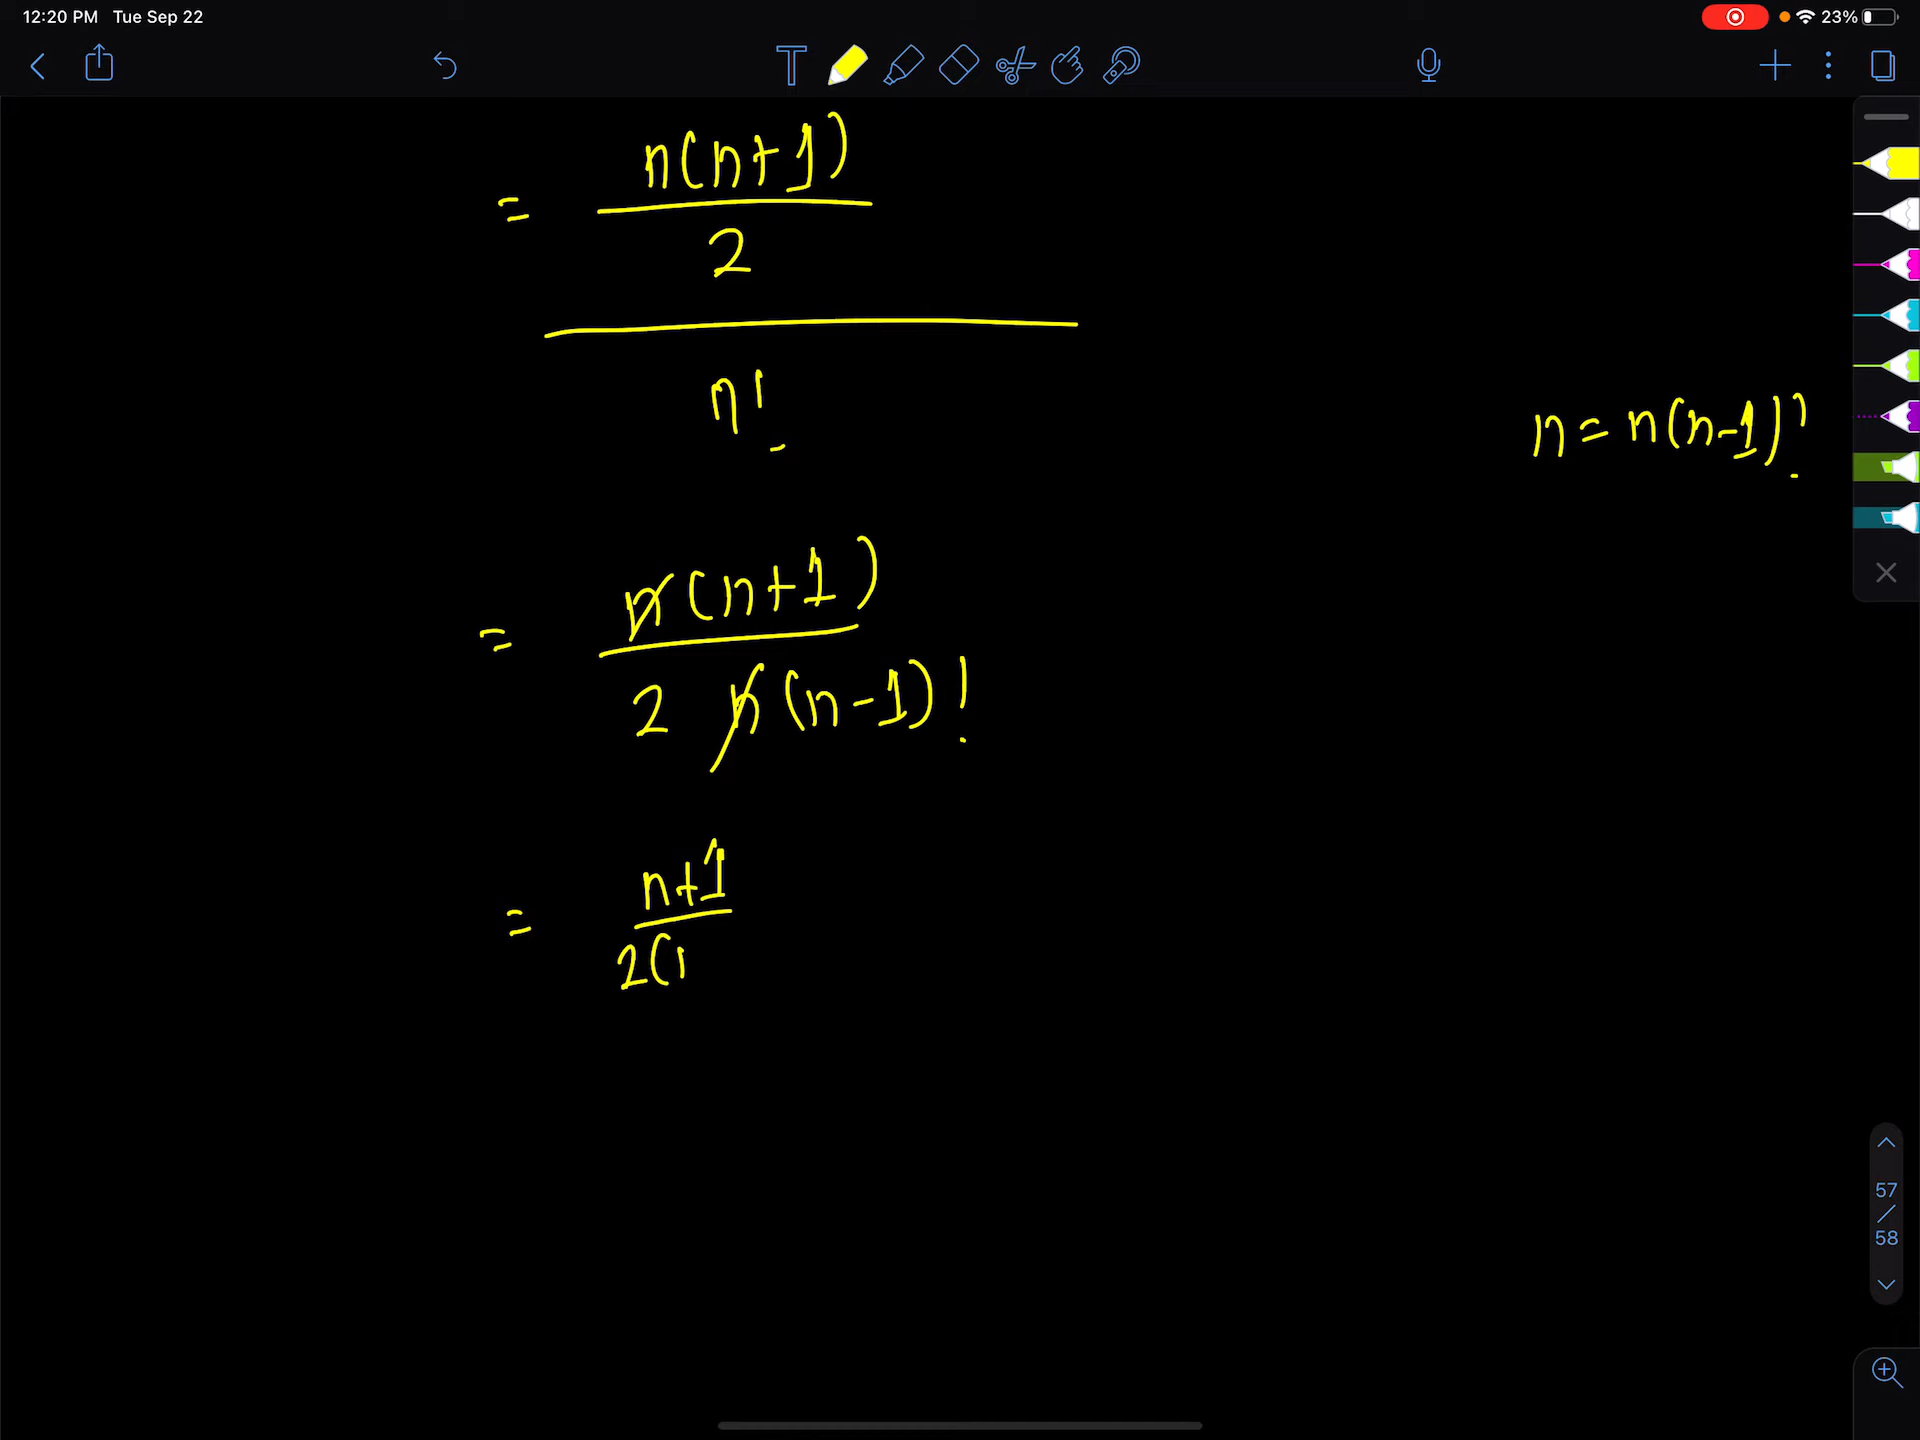 12:20 PM Tue Sep 22
23%
= n(n+1)
2
n!
n = n(n-1)!
= n(n+1)
2 n(n-1)!
= n+1
2(
57
/
58